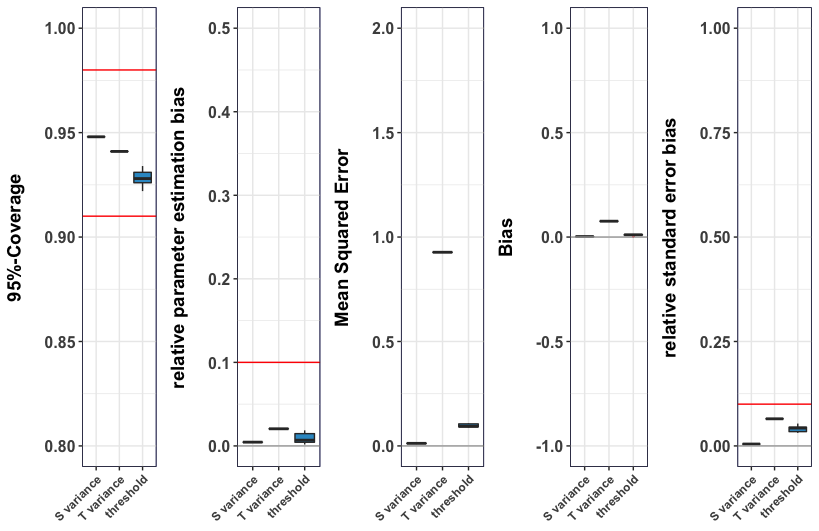 95%-Coverage
1.00
0.95
0.90
0.85
0.80
S variance
T variance
threshold
relative parameter estimation bias
0.5
0.4
0.3
0.2
0.1
0.0
S variance
T variance
threshold
Mean Squared Error
2.0
1.5
1.0
0.5
0.0
S variance
T variance
threshold
Bias
1.0
0.5
0.0
-0.5
-1.0
S variance
T variance
threshold
relative standard error bias
1.00
0.75
0.50
0.25
0.00
S variance
T variance
threshold